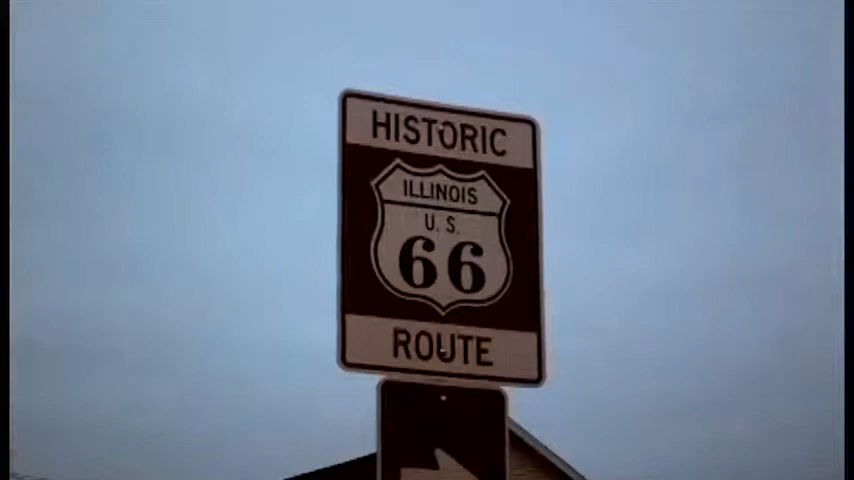 HISTORIC
ILLINOIS
U. S.
66
ROUTE